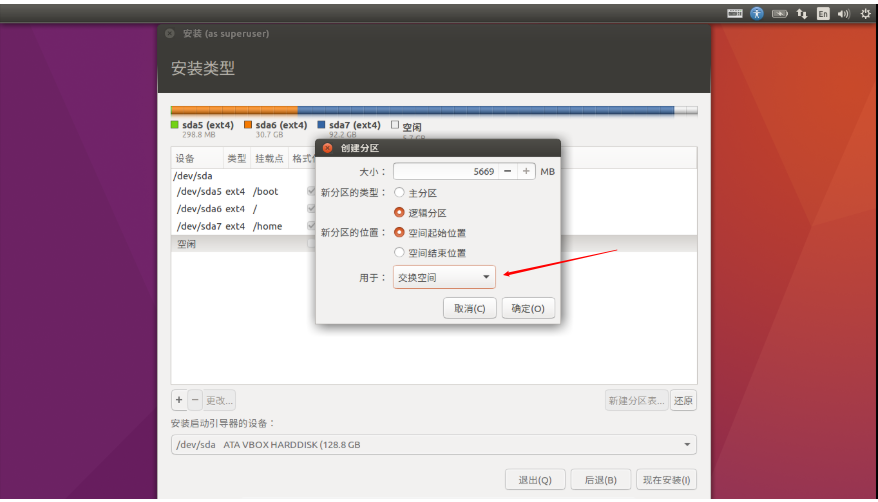 En
安装 (as superuser)
安装类型
sda5 (ext4) sda6 (ext4) sda7 (ext4) 空闲
298.8 MB 30.7 GB 92.2 GB 5.7 GB
创建分区
设备 类型 挂载点
大小： 5669 － ＋ MB
/dev/sda
新分区的类型： 主分区
/dev/sda5 ext4 /boot
逻辑分区
/dev/sda6 ext4 /
新分区的位置： 空间起始位置
/dev/sda7 ext4 /home
空闲
空间结束位置
用于： 交换空间
取消(C) 确定(O)
+ − 更改... 新建分区表... 还原
安装启动引导器的设备：
/dev/sda ATA VBOX HARDDISK (128.8 GB
退出(Q) 后退(B) 现在安装(I)